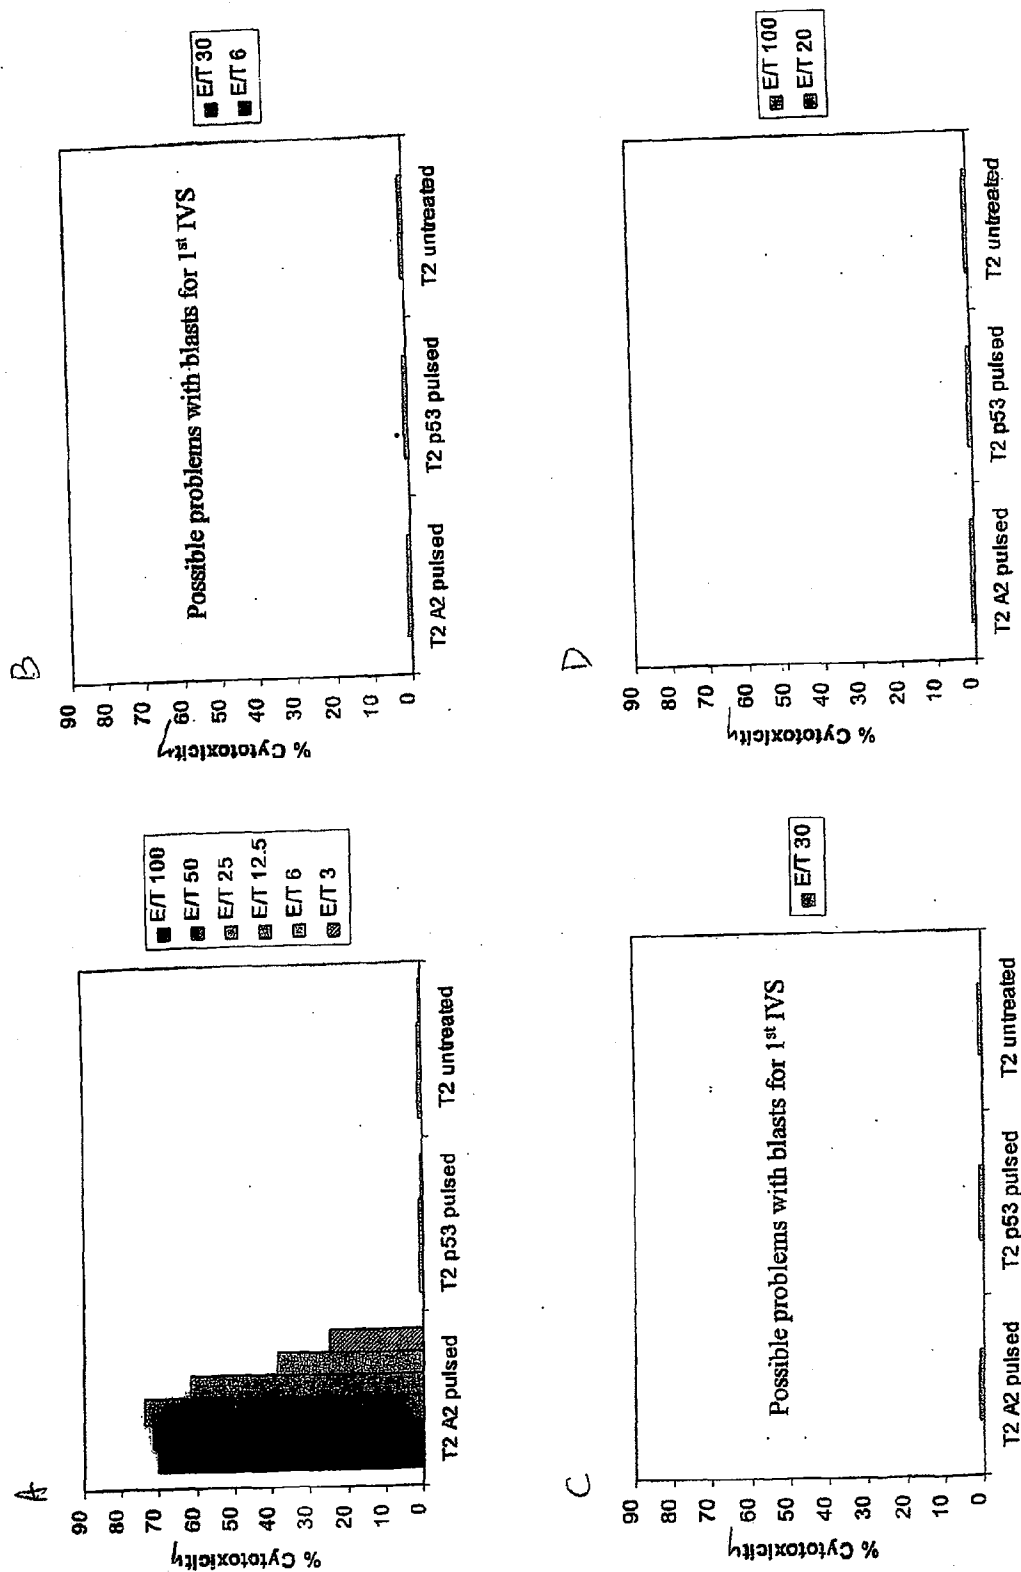 A
% Cytotoxicity
90
80
70
60
50
40
30
20
10
0
T2 A2 pulsed
T2 p53 pulsed
T2 untreated
E/T 100
E/T 50
E/T 25
E/T 12.5
E/T 6
E/T 3
B
% Cytotoxicity
90
80
70
60
50
40
30
20
10
0
Possible problems with blasts for 1st IVS
T2 A2 pulsed
T2 p53 pulsed
T2 untreated
E/T 30
E/T 6
C
% Cytotoxicity
90
80
70
60
50
40
30
20
10
0
Possible problems with blasts for 1st IVS
T2 A2 pulsed
T2 p53 pulsed
T2 untreated
E/T 30
D
% Cytotoxicity
90
80
70
60
50
40
30
20
10
0
T2 A2 pulsed
T2 p53 pulsed
T2 untreated
E/T 100
E/T 20